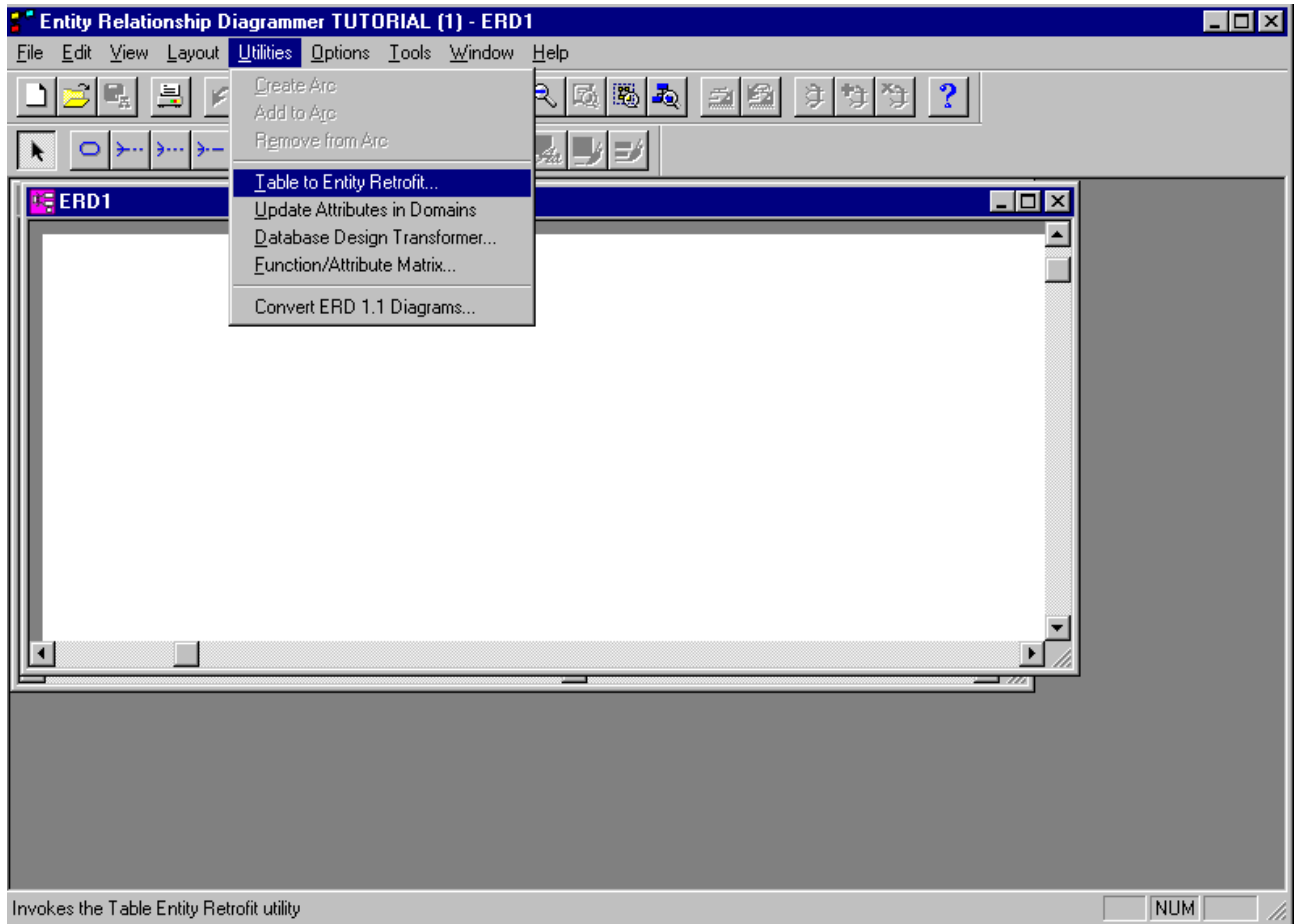 Entity Relationship Diagrammer TUTORIAL (1) - ERD1
File Edit View Layout Utilities Options Tools Window Help
Create Arc
Add to Arc
Remove from Arc
Table to Entity Retrofit...
ERD1
Update Attributes in Domains
Database Design Transformer...
Function/Attribute Matrix...
Convert ERD 1.1 Diagrams...
Invokes the Table Entity Retrofit utility
NUM